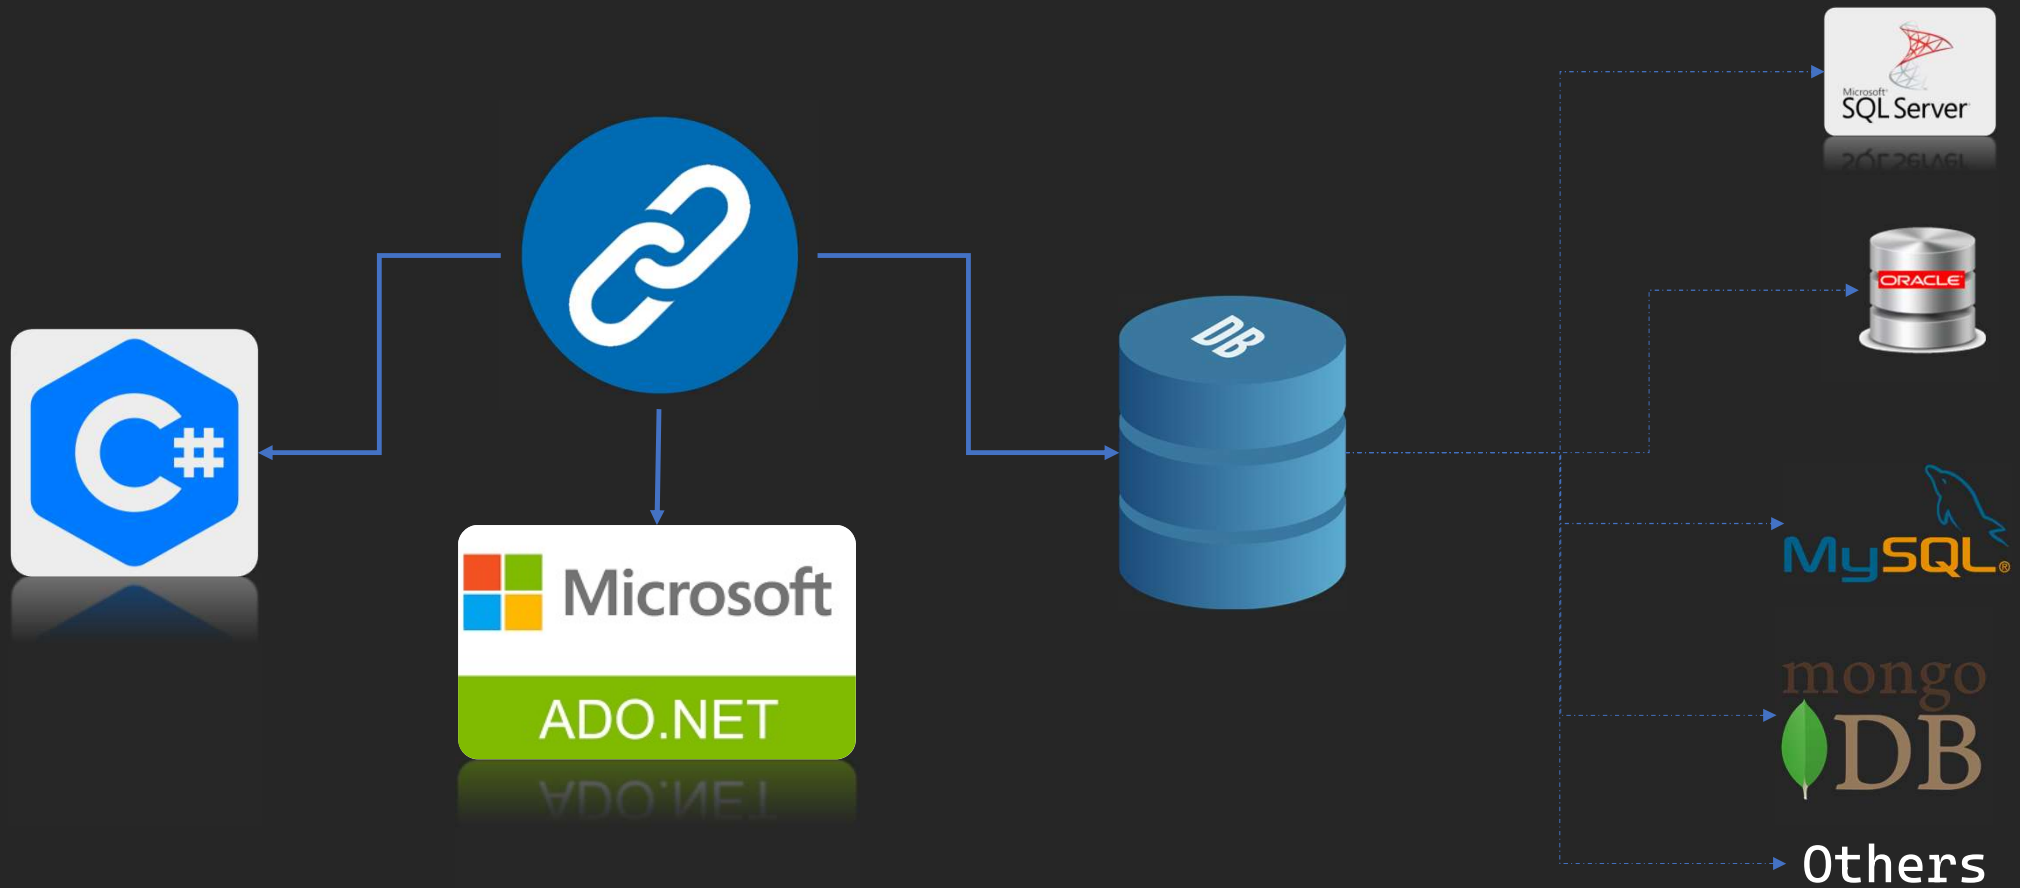 Microsoft
SQL Server
ORACLE
DB
C#
MySQL®
Microsoft
ADO.NET
mongo
DB
Others